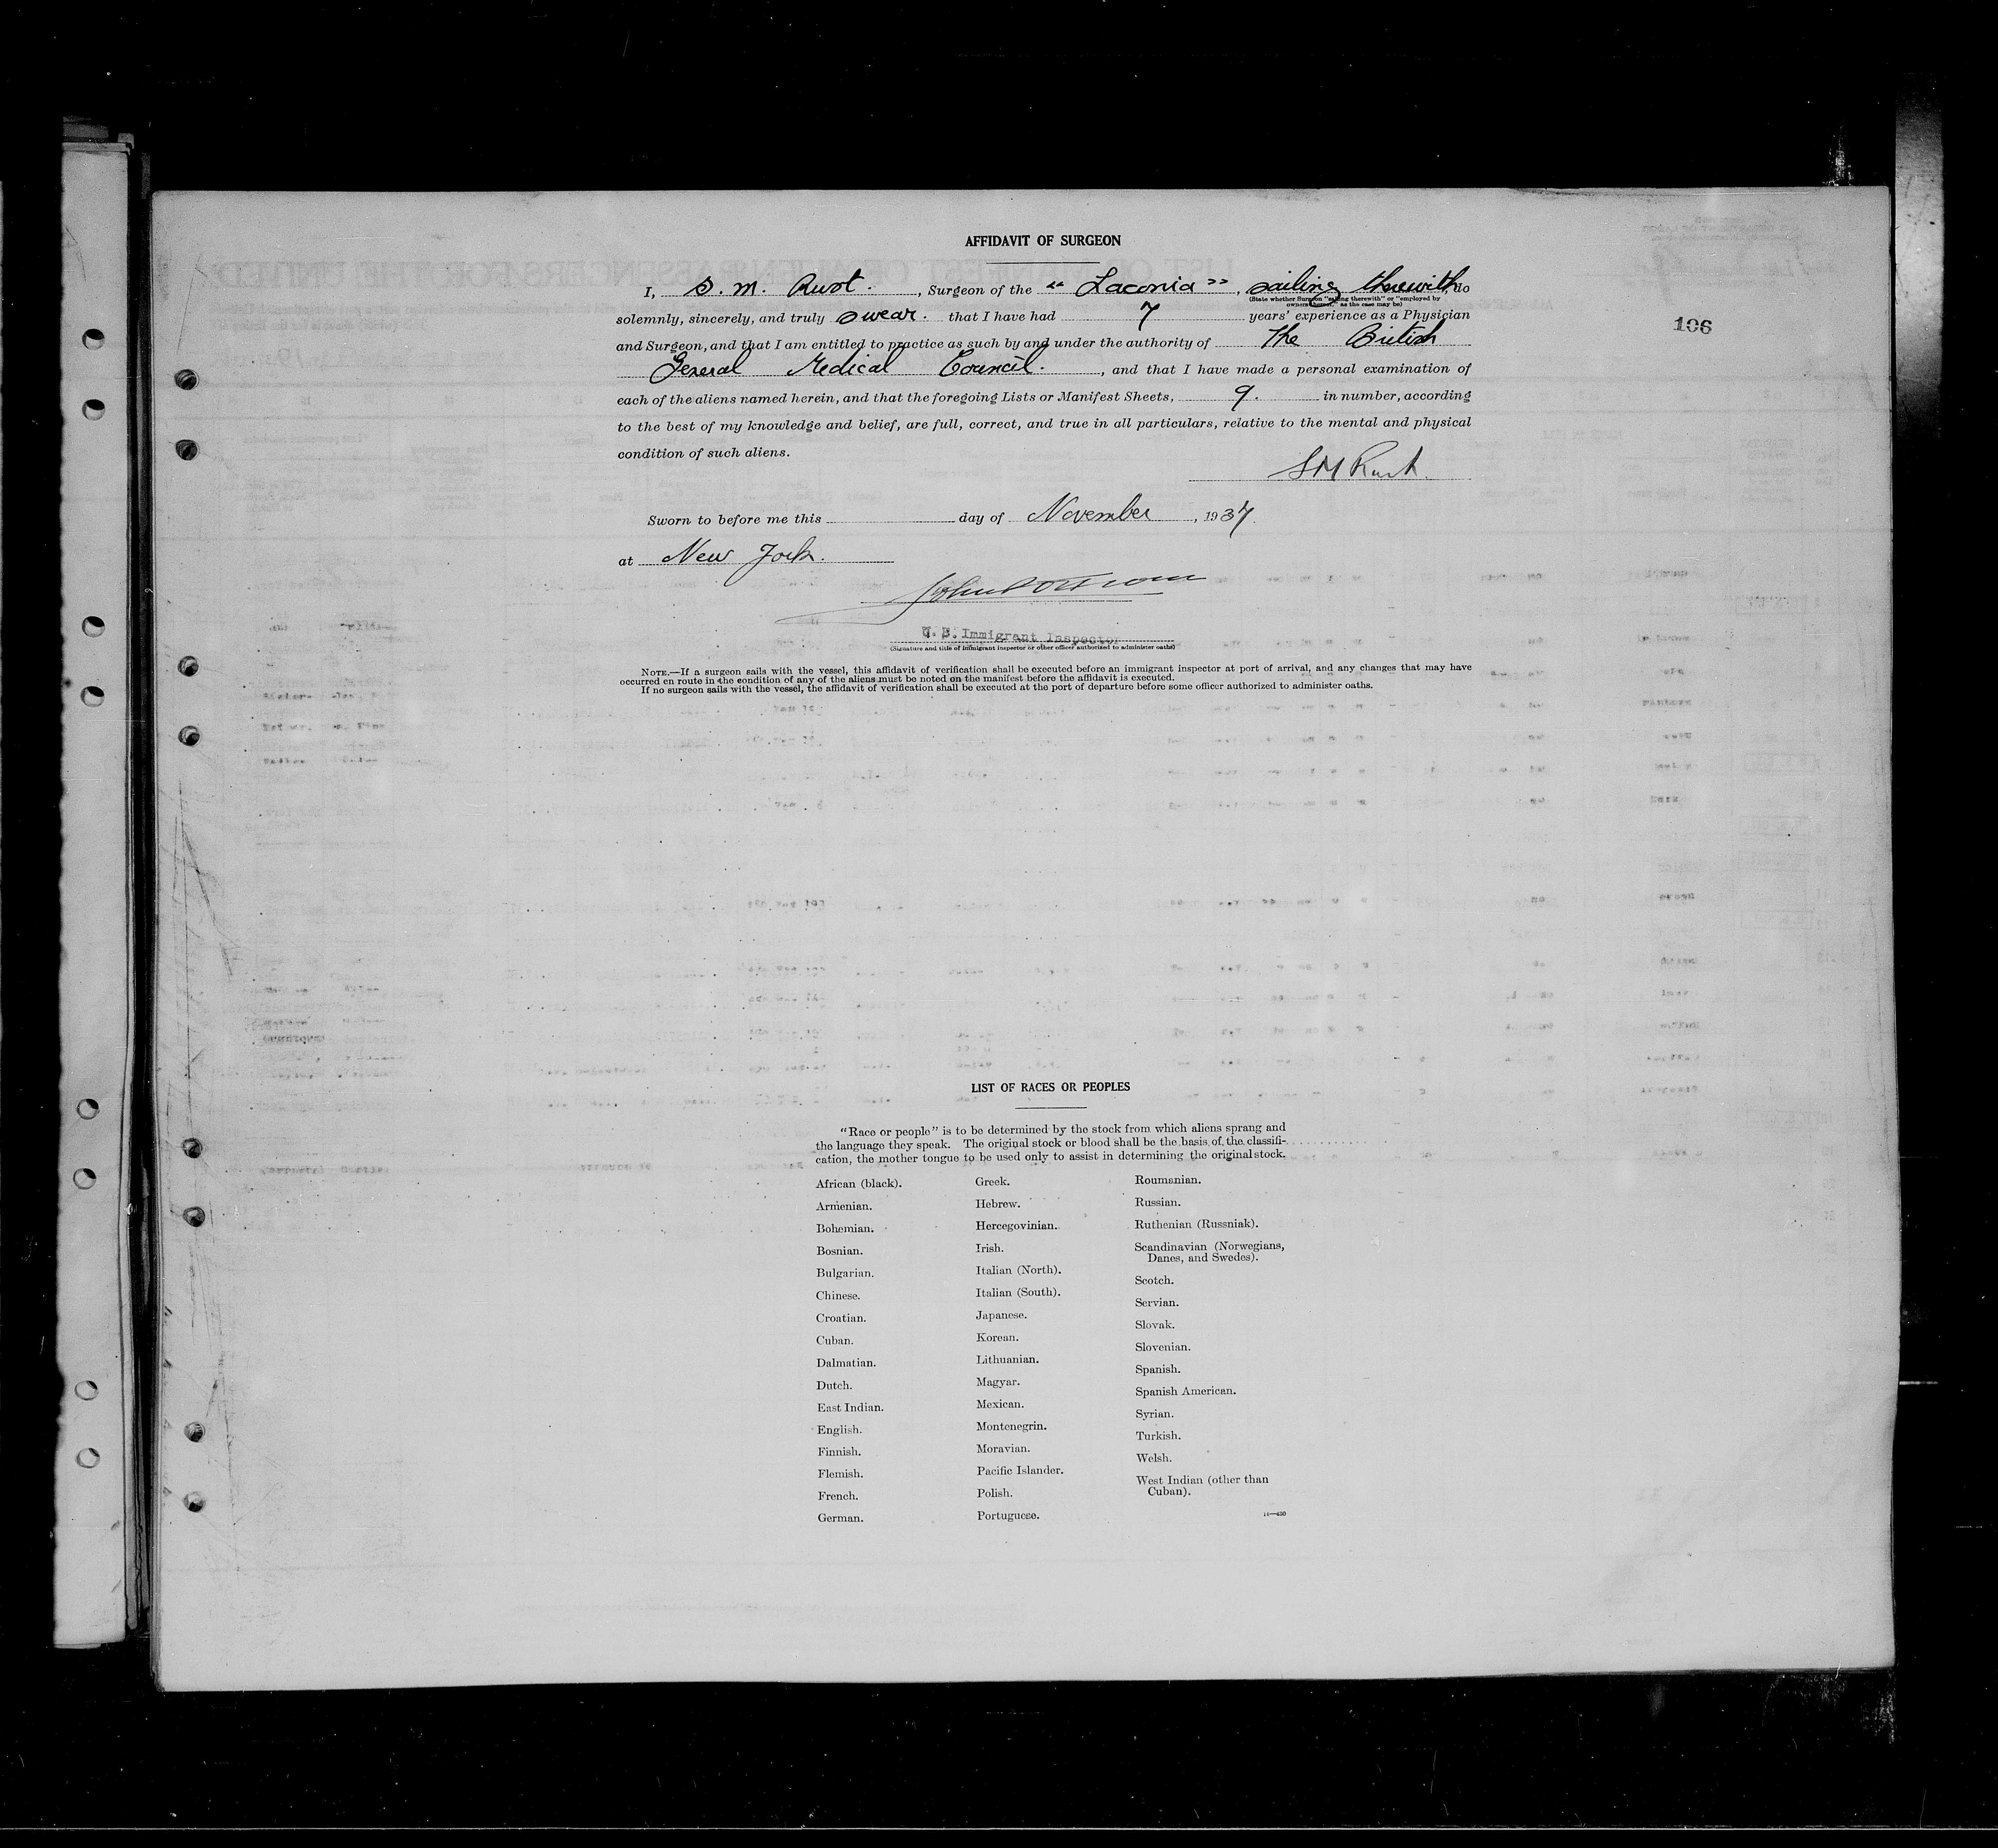 AFFIDAVIT OF SURGEON
106
I, S. M. Rust. , Surgeon of the "Laconia", sailing therewith, do
(State whether Surgeon "sailing therewith" or "employed by
owners thereof," as the case may be)
solemnly, sincerely, and truly swear. that I have had 7 years' experience as a Physician
and Surgeon, and that I am entitled to practice as such by and under the authority of the British
General Medical Council. , and that I have made a personal examination of
each of the aliens named herein, and that the foregoing Lists or Manifest Sheets, 9. in number, according
to the best of my knowledge and belief, are full, correct, and true in all particulars, relative to the mental and physical
condition of such aliens.
S M Rust.
Sworn to before me this day of November , 1937.
at New York.
U. S. Immigrant Inspector
(Signature and title of immigrant inspector or other officer authorized to administer oaths)
NOTE.—If a surgeon sails with the vessel, this affidavit of verification shall be executed before an immigrant inspector at port of arrival, and any changes that may have
occurred en route in the condition of any of the aliens must be noted on the manifest before the affidavit is executed.
If no surgeon sails with the vessel, the affidavit of verification shall be executed at the port of departure before some officer authorized to administer oaths.
LIST OF RACES OR PEOPLES
"Race or people" is to be determined by the stock from which aliens sprang and
the language they speak. The original stock or blood shall be the basis of the classifi-
cation, the mother tongue to be used only to assist in determining the original stock.
African (black).
Armenian.
Bohemian.
Bosnian.
Bulgarian.
Chinese.
Croatian.
Cuban.
Dalmatian.
Dutch.
East Indian.
English.
Finnish.
Flemish.
French.
German.
Greek.
Hebrew.
Hercegovinian.
Irish.
Italian (North).
Italian (South).
Japanese.
Korean.
Lithuanian.
Magyar.
Mexican.
Montenegrin.
Moravian.
Pacific Islander.
Polish.
Portuguese.
Roumanian.
Russian.
Ruthenian (Russniak).
Scandinavian (Norwegians,
Danes, and Swedes).
Scotch.
Servian.
Slovak.
Slovenian.
Spanish.
Spanish American.
Syrian.
Turkish.
Welsh.
West Indian (other than
Cuban).